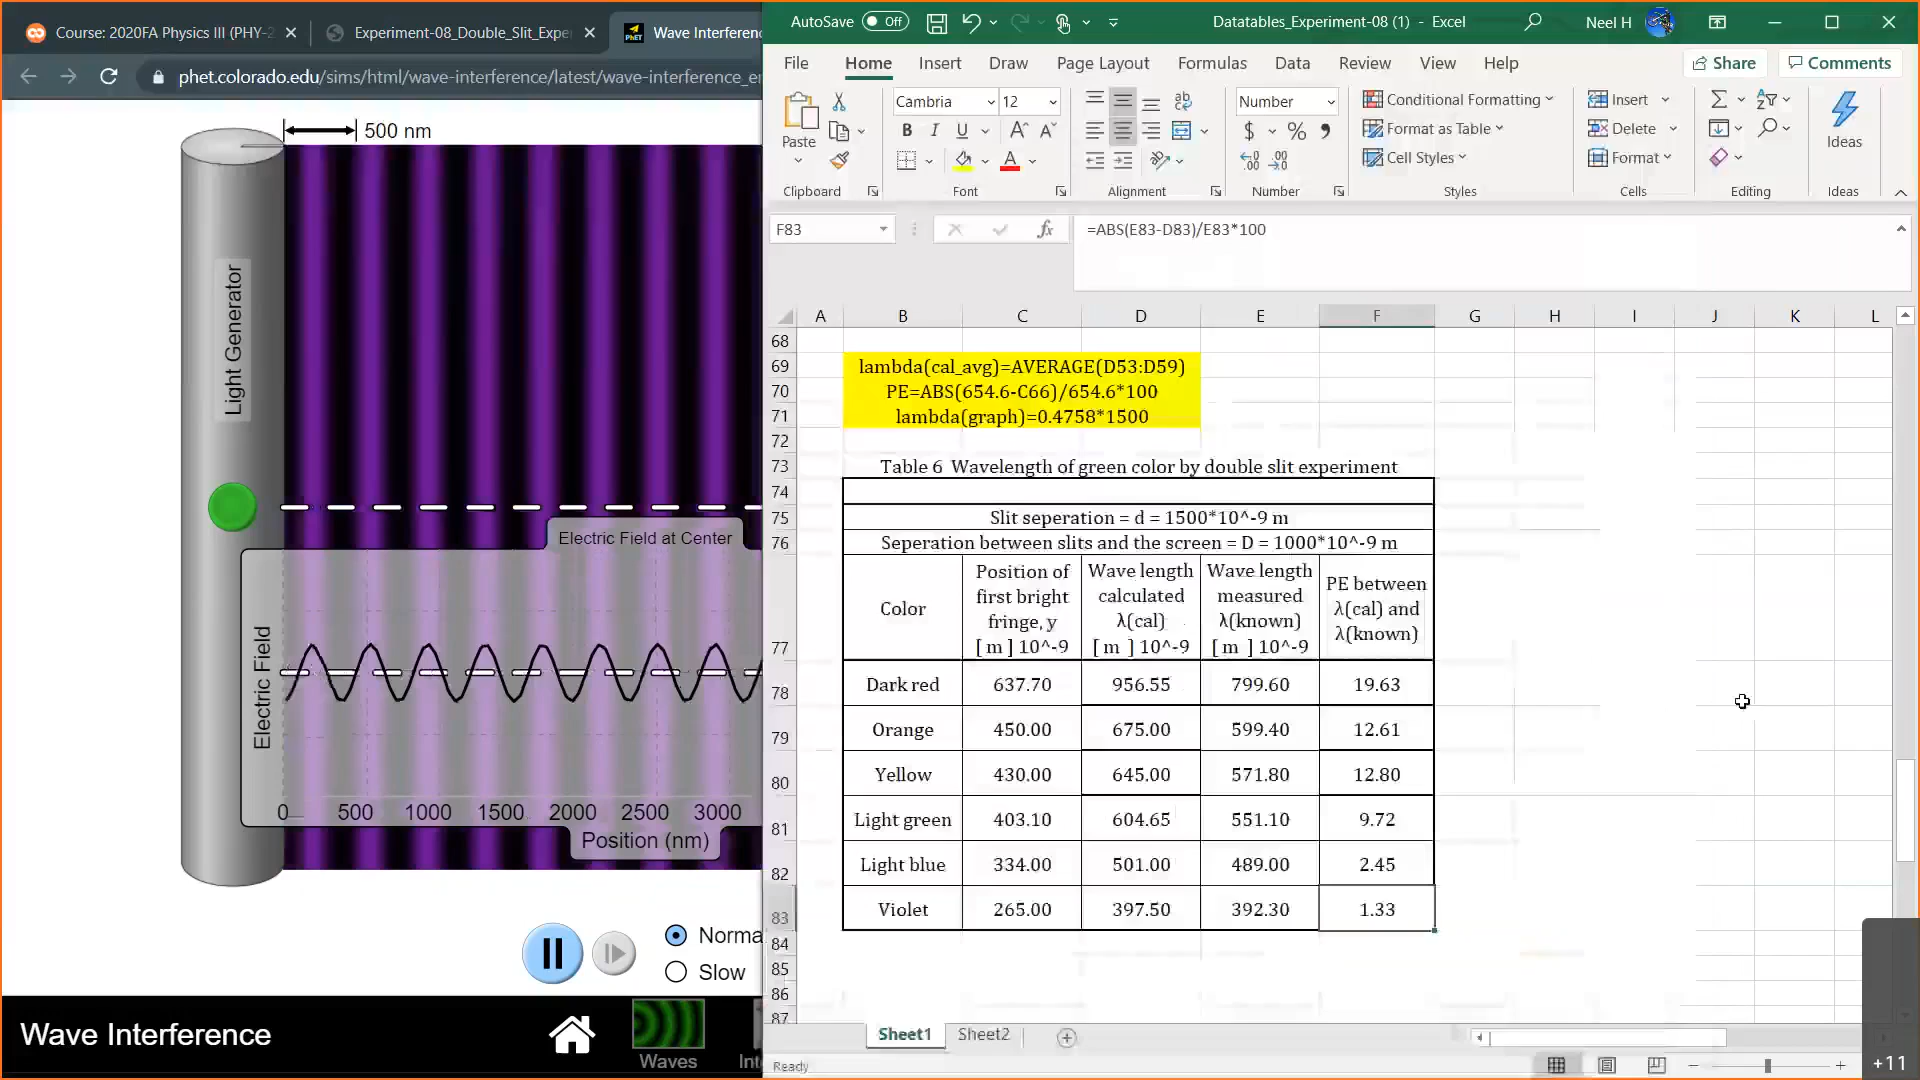 Course: 2020FA Physics III (PHY-2
Experiment-08_Double_Slit_Expe
Wave Interferen
phet.colorado.edu/sims/html/wave-interference/latest/wave-interference_e
500 nm
Light Generator
Electric Field at Center
Electric Field
0 500 1000 1500 2000 2500 3000
Position (nm)
Norma
Slow
Wave Interference
Waves
Int
AutoSave Off
Datatables_Experiment-08 (1) - Excel
Neel H
File Home Insert Draw Page Layout Formulas Data Review View Help
Share
Comments
Paste
Cambria 12
B I U A A
ab
Number
$ % ,
Conditional Formatting
Format as Table
Cell Styles
Insert
Delete
Format
Ideas
Clipboard Font Alignment Number Styles Cells Editing Ideas
F83
fx
=ABS(E83-D83)/E83*100
A B C D E F G H I J K L
68
69 lambda(cal_avg)=AVERAGE(D53:D59)
70 PE=ABS(654.6-C66)/654.6*100
71 lambda(graph)=0.4758*1500
72
73 Table 6 Wavelength of green color by double slit experiment
74
75 Slit seperation = d = 1500*10^-9 m
76 Seperation between slits and the screen = D = 1000*10^-9 m
77
Color
Position of first bright fringe, y [ m ] 10^-9
Wave length calculated λ(cal) [ m ] 10^-9
Wave length measured λ(known) [ m ] 10^-9
PE between λ(cal) and λ(known)
78 Dark red 637.70 956.55 799.60 19.63
79 Orange 450.00 675.00 599.40 12.61
80 Yellow 430.00 645.00 571.80 12.80
81 Light green 403.10 604.65 551.10 9.72
82 Light blue 334.00 501.00 489.00 2.45
83 Violet 265.00 397.50 392.30 1.33
84
85
86
87
Sheet1 Sheet2
Ready
+11